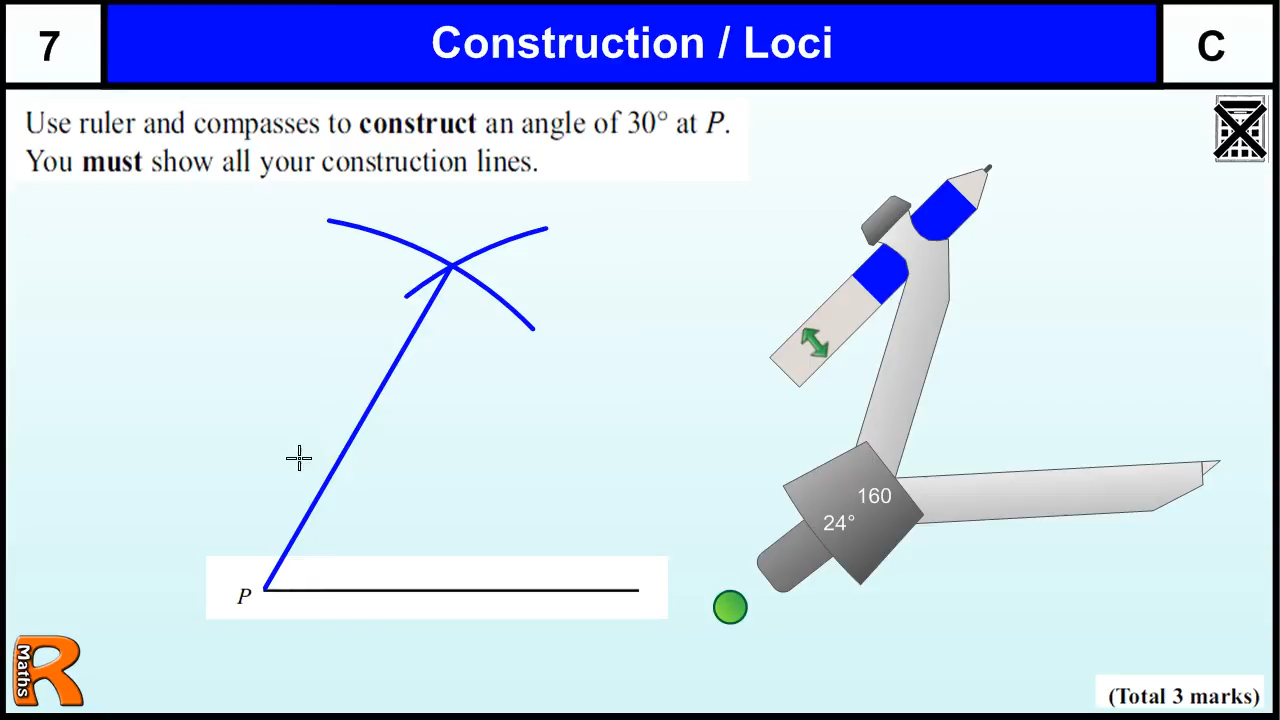 7
Construction / Loci
C
Use ruler and compasses to construct an angle of 30° at P.
You must show all your construction lines.
160
24°
P
R
Maths
(Total 3 marks)